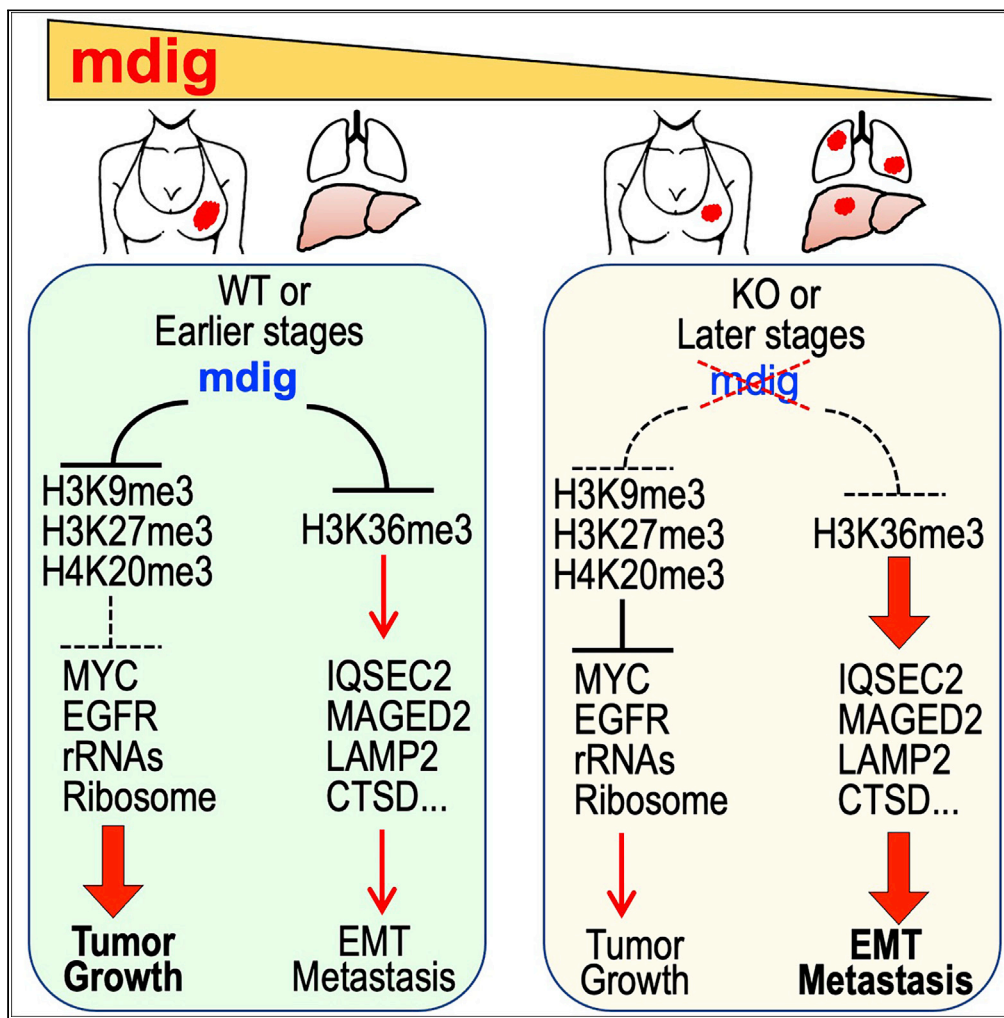 mdig
WT or
Earlier stages
mdig
H3K9me3
H3K27me3
H4K20me3
H3K36me3
MYC
EGFR
rRNAs
Ribosome
IQSEC2
MAGED2
LAMP2
CTSD...
Tumor
Growth
EMT
Metastasis
KO or
Later stages
mdig
H3K9me3
H3K27me3
H4K20me3
H3K36me3
MYC
EGFR
rRNAs
Ribosome
IQSEC2
MAGED2
LAMP2
CTSD...
Tumor
Growth
EMT
Metastasis